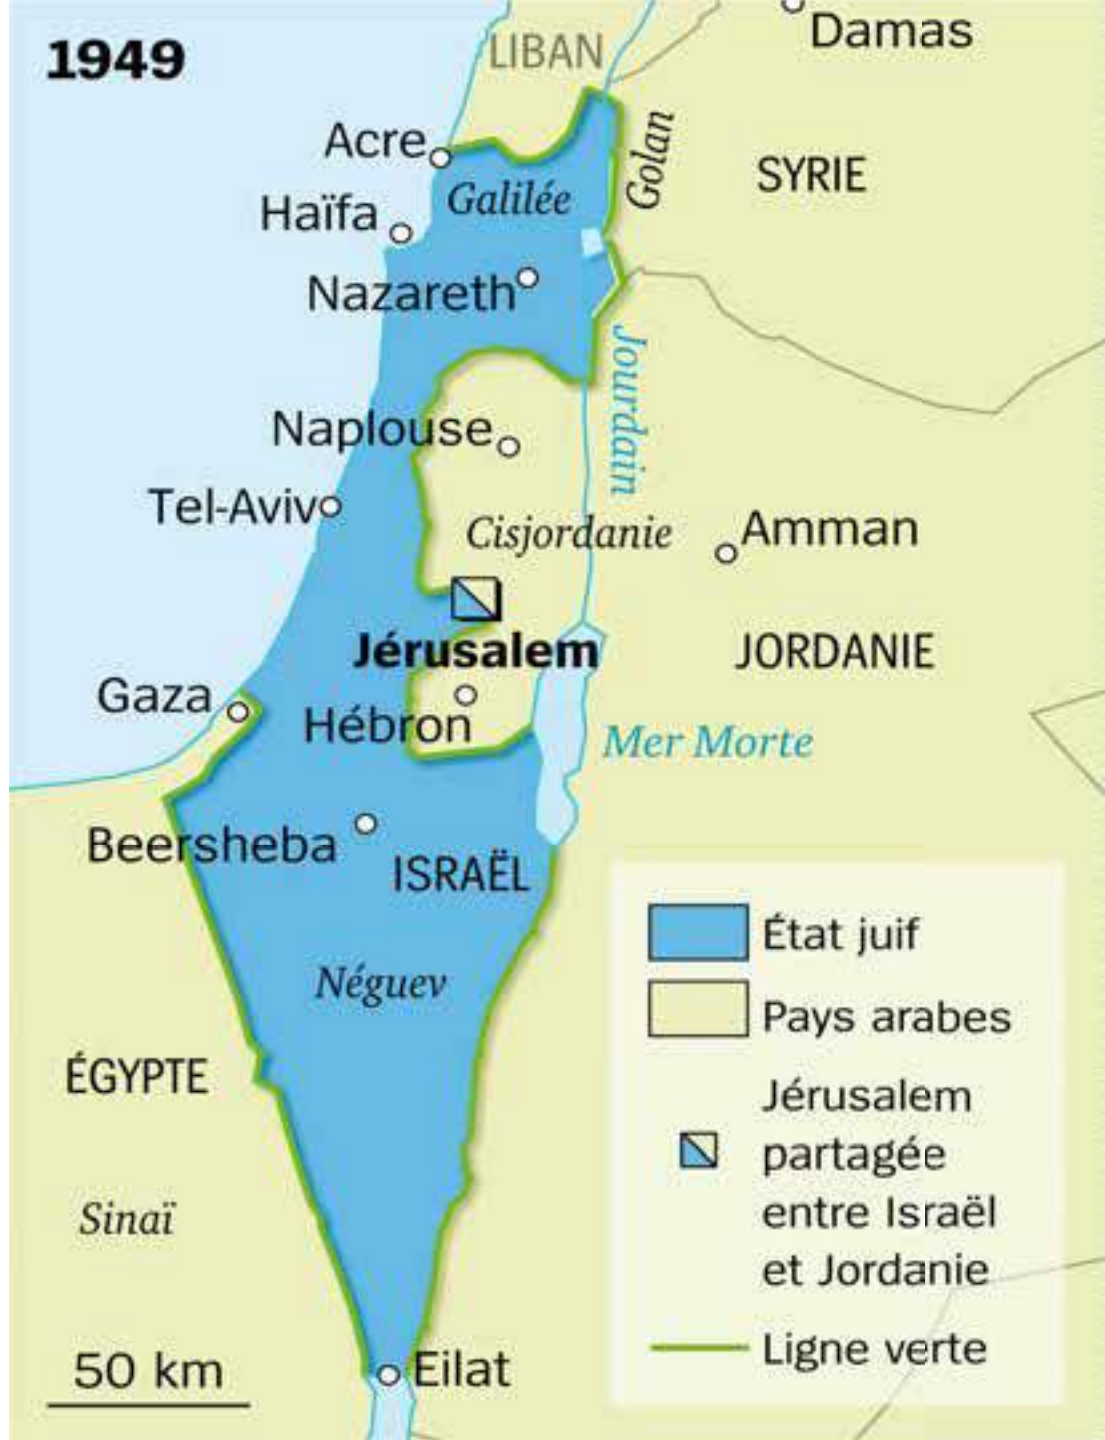 1949
LIBAN
Damas
Acre
Golan
SYRIE
Galilée
Haïfa
Nazareth
Jourdain
Naplouse
Tel-Aviv
Cisjordanie
Amman
Jérusalem
JORDANIE
Gaza
Hébron
Mer Morte
Beersheba
ISRAËL
Néguev
ÉGYPTE
Sinaï
50 km
Eilat
État juif
Pays arabes
Jérusalem
partagée
entre Israël
et Jordanie
Ligne verte